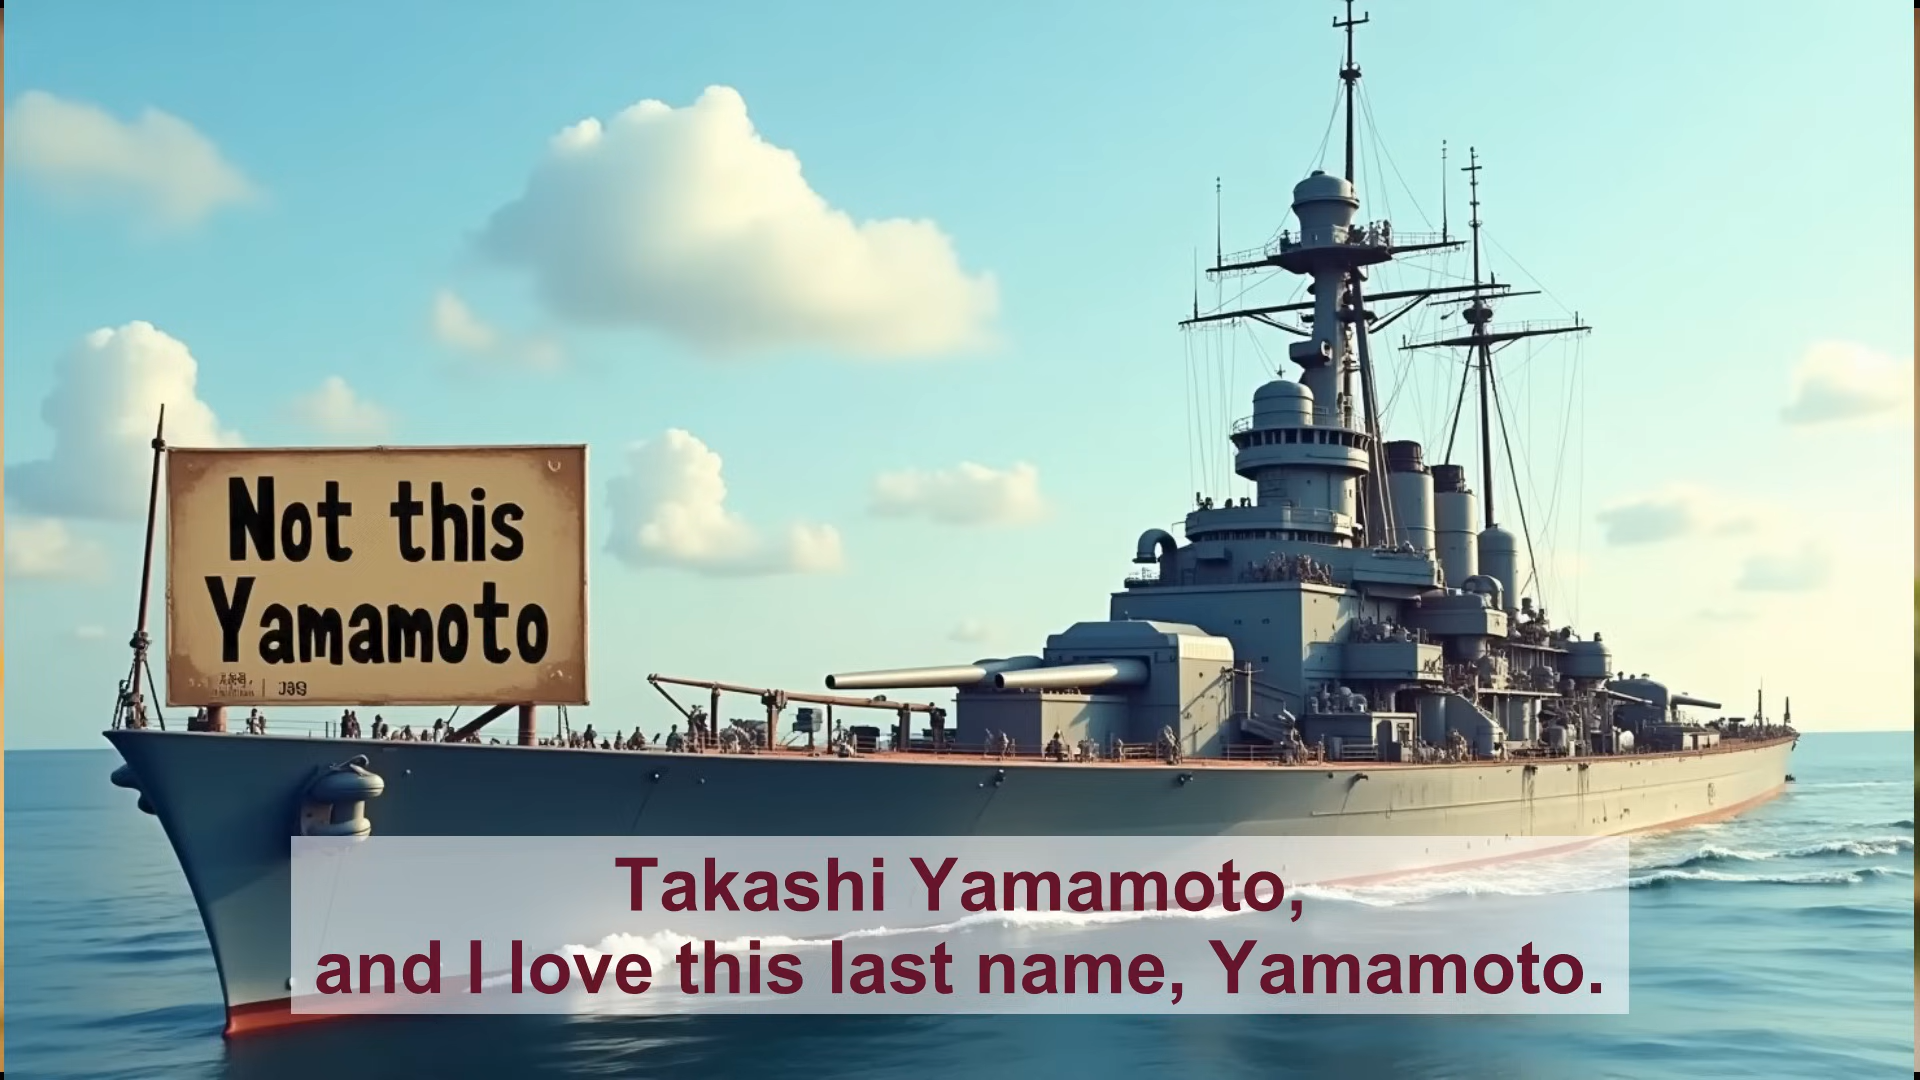 Not this
Yamamoto
Takashi Yamamoto,
and I love this last name, Yamamoto.